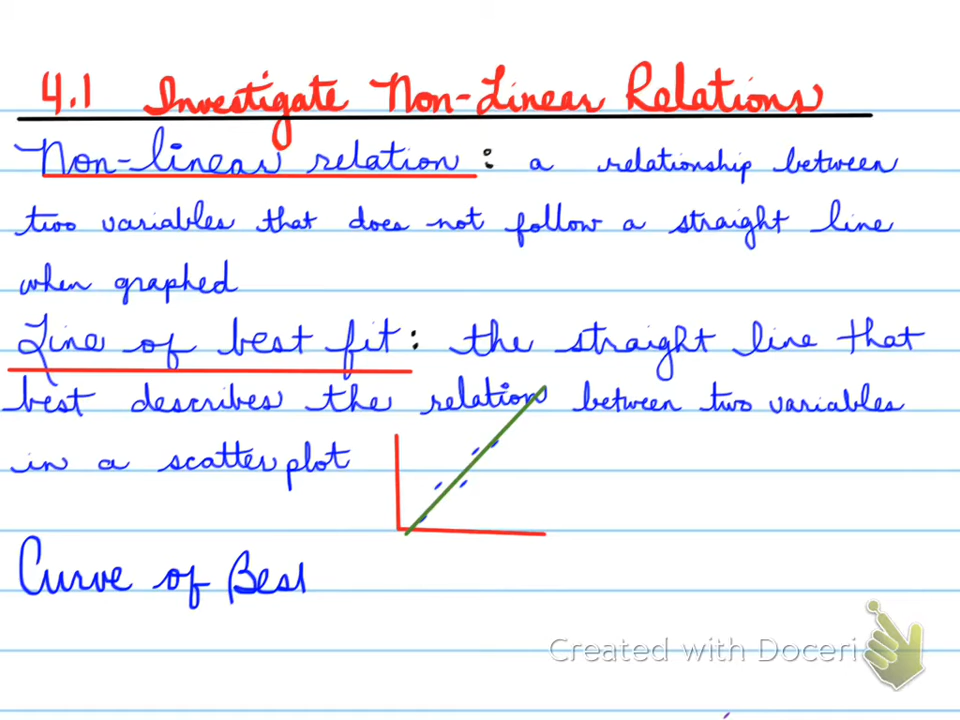 4.1 Investigate Non-Linear Relations
Non-linear relation: a relationship between
two variables that does not follow a straight line
when graphed
Line of best fit: the straight line that
best describes the relation between two variables
in a scatter plot
Curve of Best
Created with Doceri